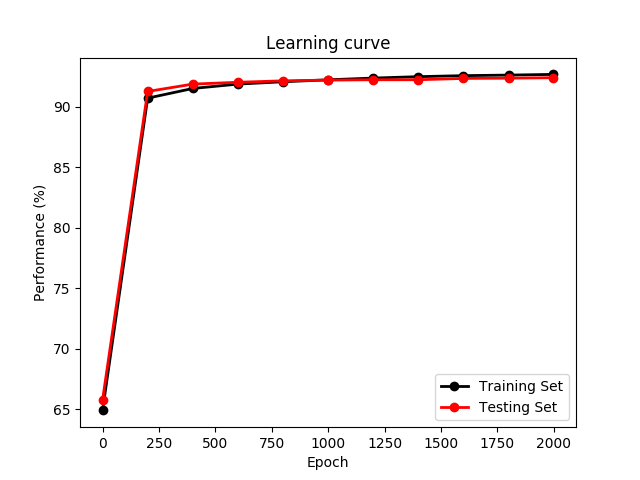 Learning curve
Performance (%)
90
85
80
75
70
65
Training Set
Testing Set
0 250 500 750 1000 1250 1500 1750 2000
Epoch